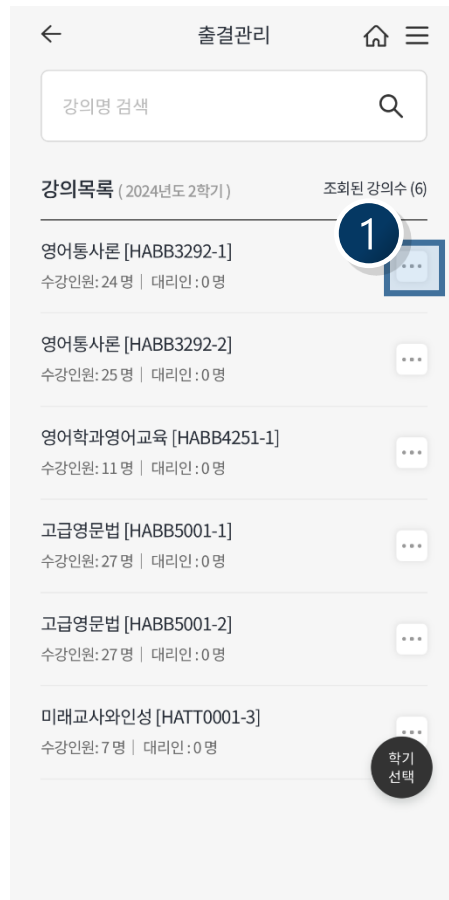 출결관리
강의명 검색
강의목록 ( 2024년도 2학기 ) 조회된 강의수 (6)
1
영어통사론 [HABB3292-1]
수강인원: 24 명 | 대리인 : 0 명
영어통사론 [HABB3292-2]
수강인원: 25 명 | 대리인 : 0 명
영어학과영어교육 [HABB4251-1]
수강인원: 11 명 | 대리인 : 0 명
고급영문법 [HABB5001-1]
수강인원: 27 명 | 대리인 : 0 명
고급영문법 [HABB5001-2]
수강인원: 27 명 | 대리인 : 0 명
미래교사와인성 [HATT0001-3]
수강인원: 7 명 | 대리인 : 0 명
학기
선택